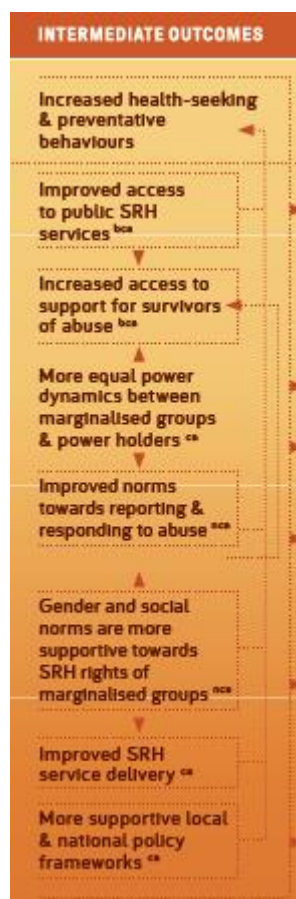 INTERMEDIATE OUTCOMES
Increased health-seeking
& preventative
behaviours
Improved access
to public SRH
services bca
Increased access to
support for survivors
of abuse bca
More equal power
dynamics between
marginalised groups
& power holders ca
Improved norms
towards reporting &
responding to abuse nca
Gender and social
norms are more
supportive towards
SRH rights of
marginalised groups nca
Improved SRH
service delivery ca
More supportive local
& national policy
frameworks ca